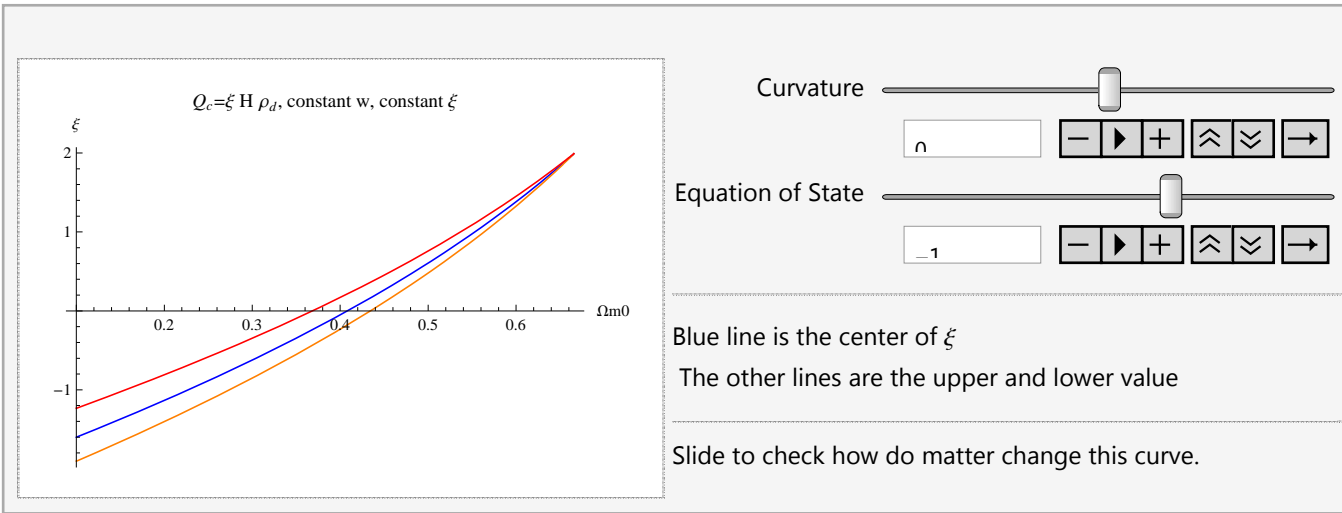 Q_c=ξ H ρ_d, constant w, constant ξ
ξ
2
1
−1
0.2 0.3 0.4 0.5 0.6
Ωm0
Curvature
0
Equation of State
−1
Blue line is the center of ξ
The other lines are the upper and lower value
Slide to check how do matter change this curve.